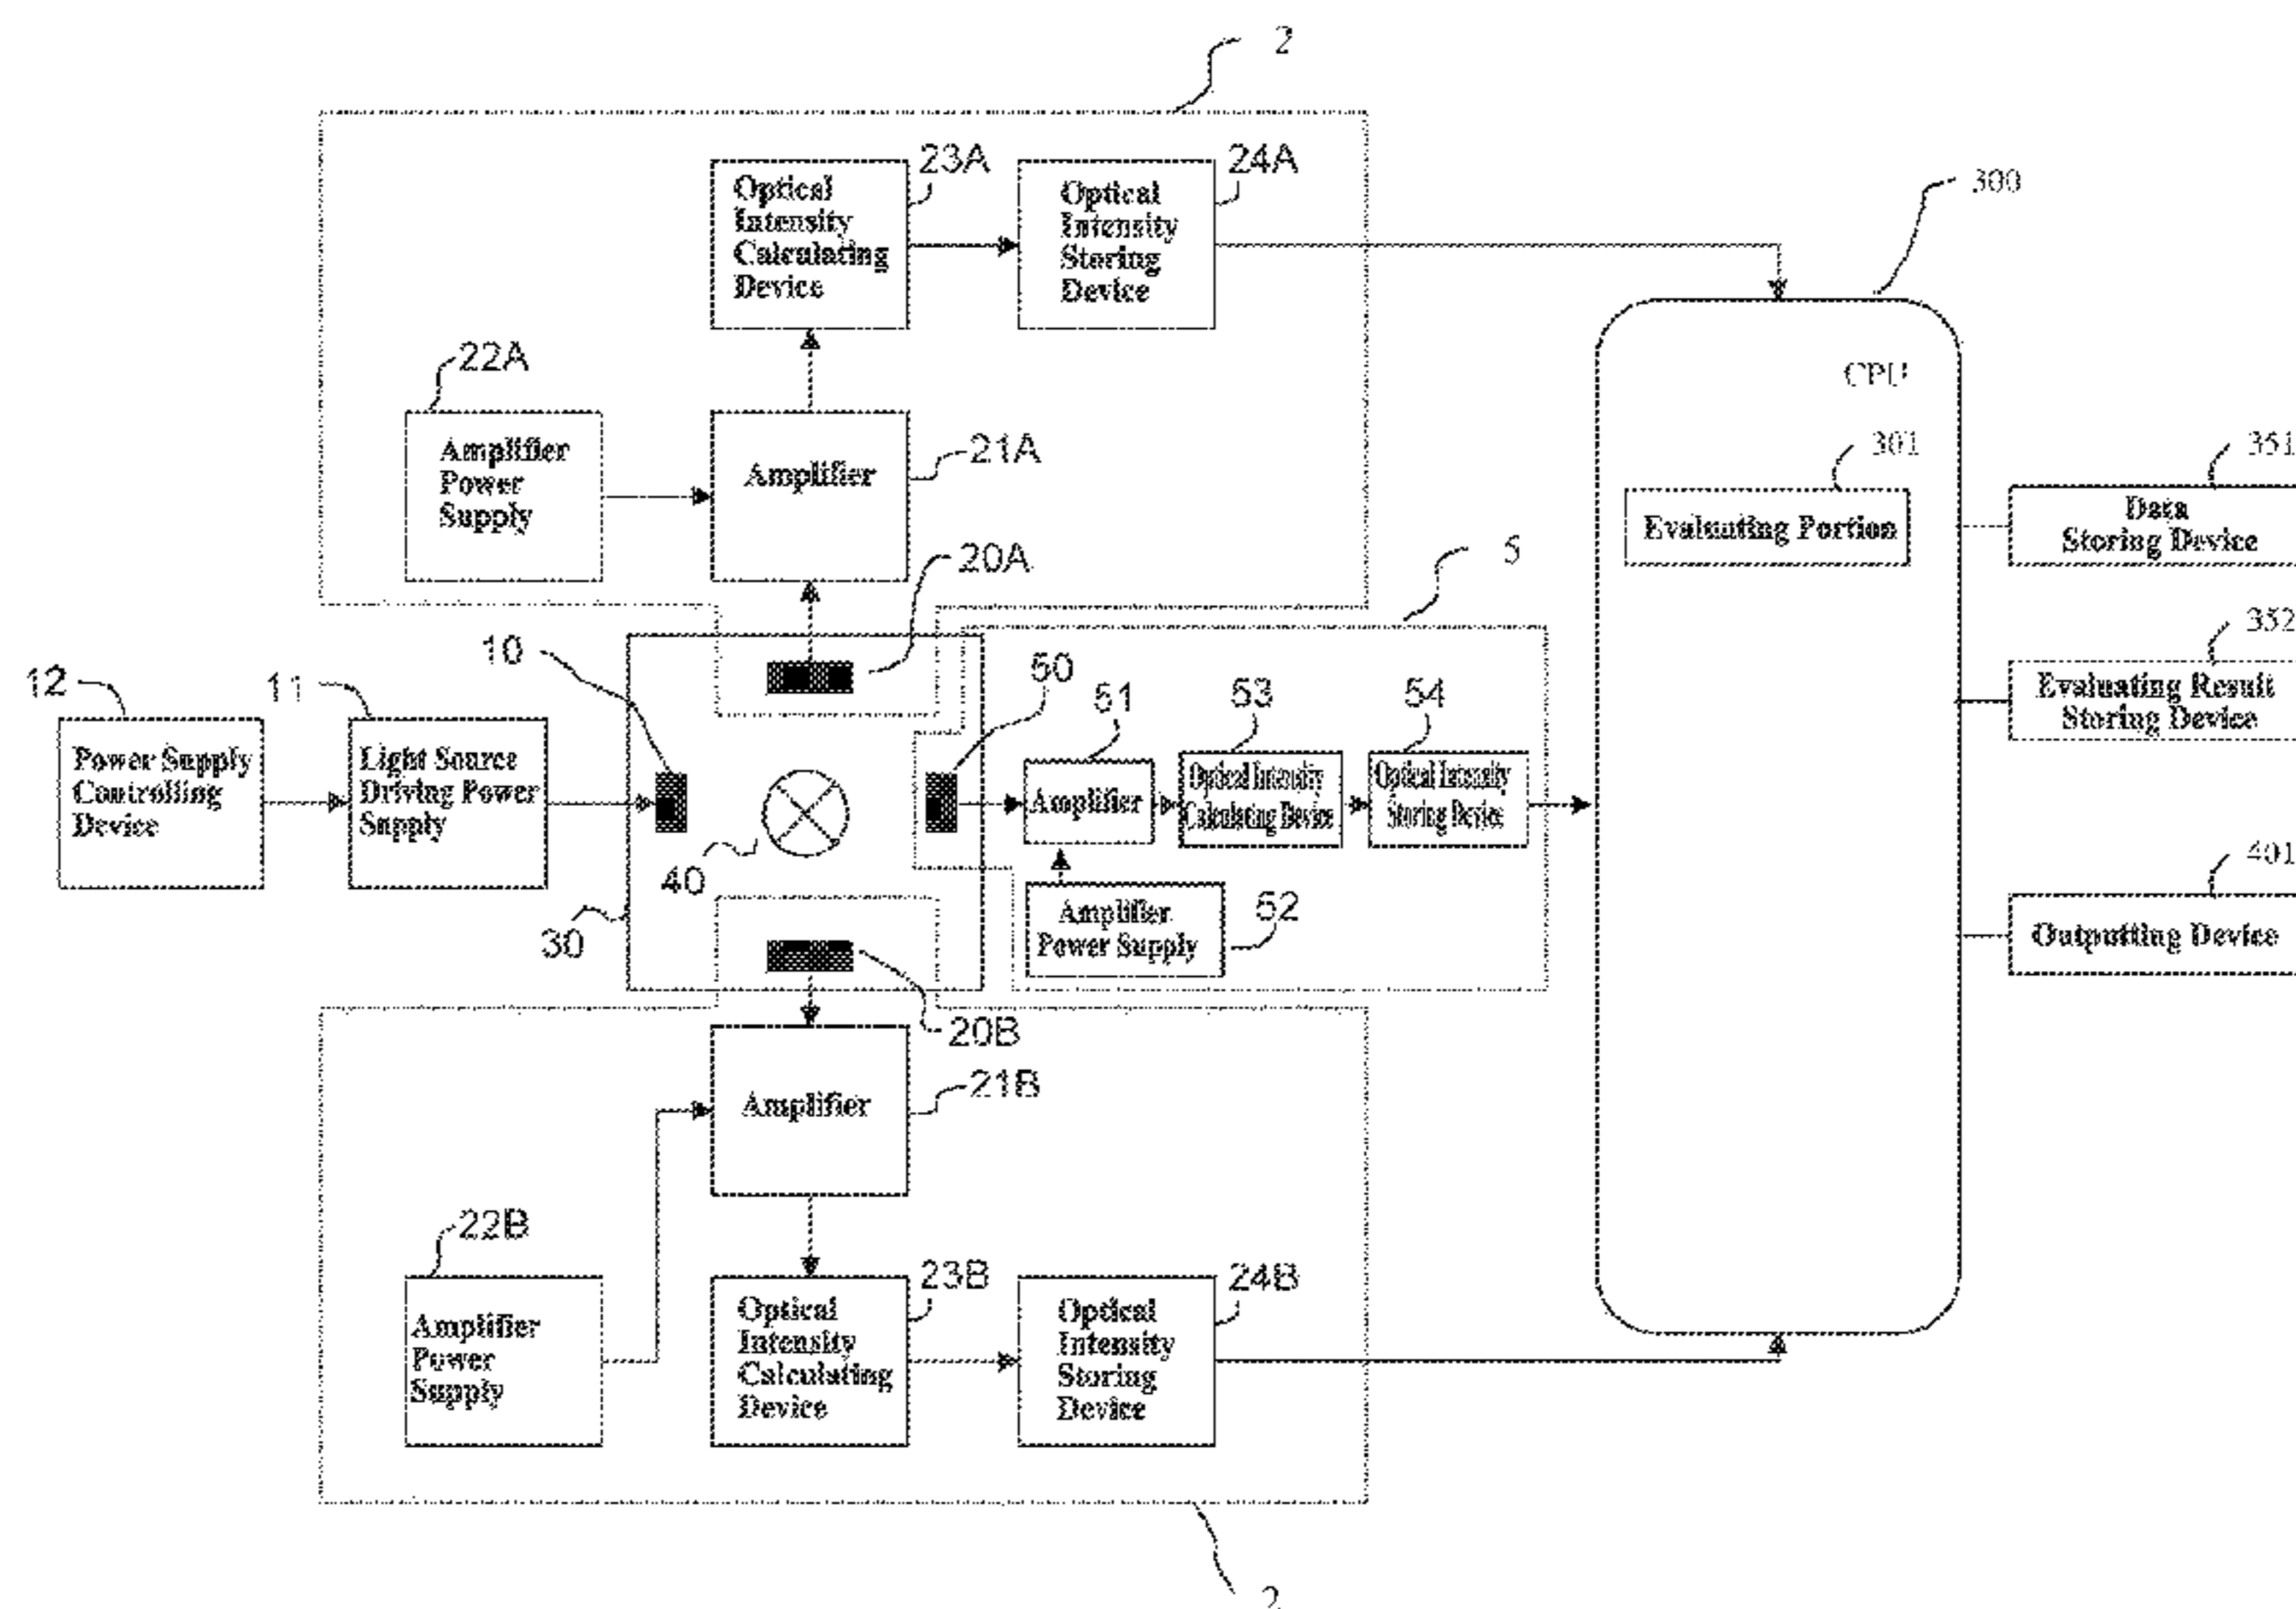 2
23A
24A
Optical
Intensity
Calculating
Device
Optical
Intensity
Storing
Device
300
22A
Amplifier
Power
Supply
Amplifier
21A
CPU
301
Evaluating Portion
351
Data
Storing Device
20A
5
10
50
352
Evaluating Result
Storing Device
12
11
51
53
54
Power Supply
Controlling
Device
Light Source
Driving Power
Supply
Amplifier
Optical Intensity
Calculating Device
Optical Intensity
Storing Device
40
30
Amplifier
Power Supply
52
401
Outputting Device
20B
Amplifier
21B
22B
Amplifier
Power
Supply
23B
24B
Optical
Intensity
Calculating
Device
Optical
Intensity
Storing
Device
2